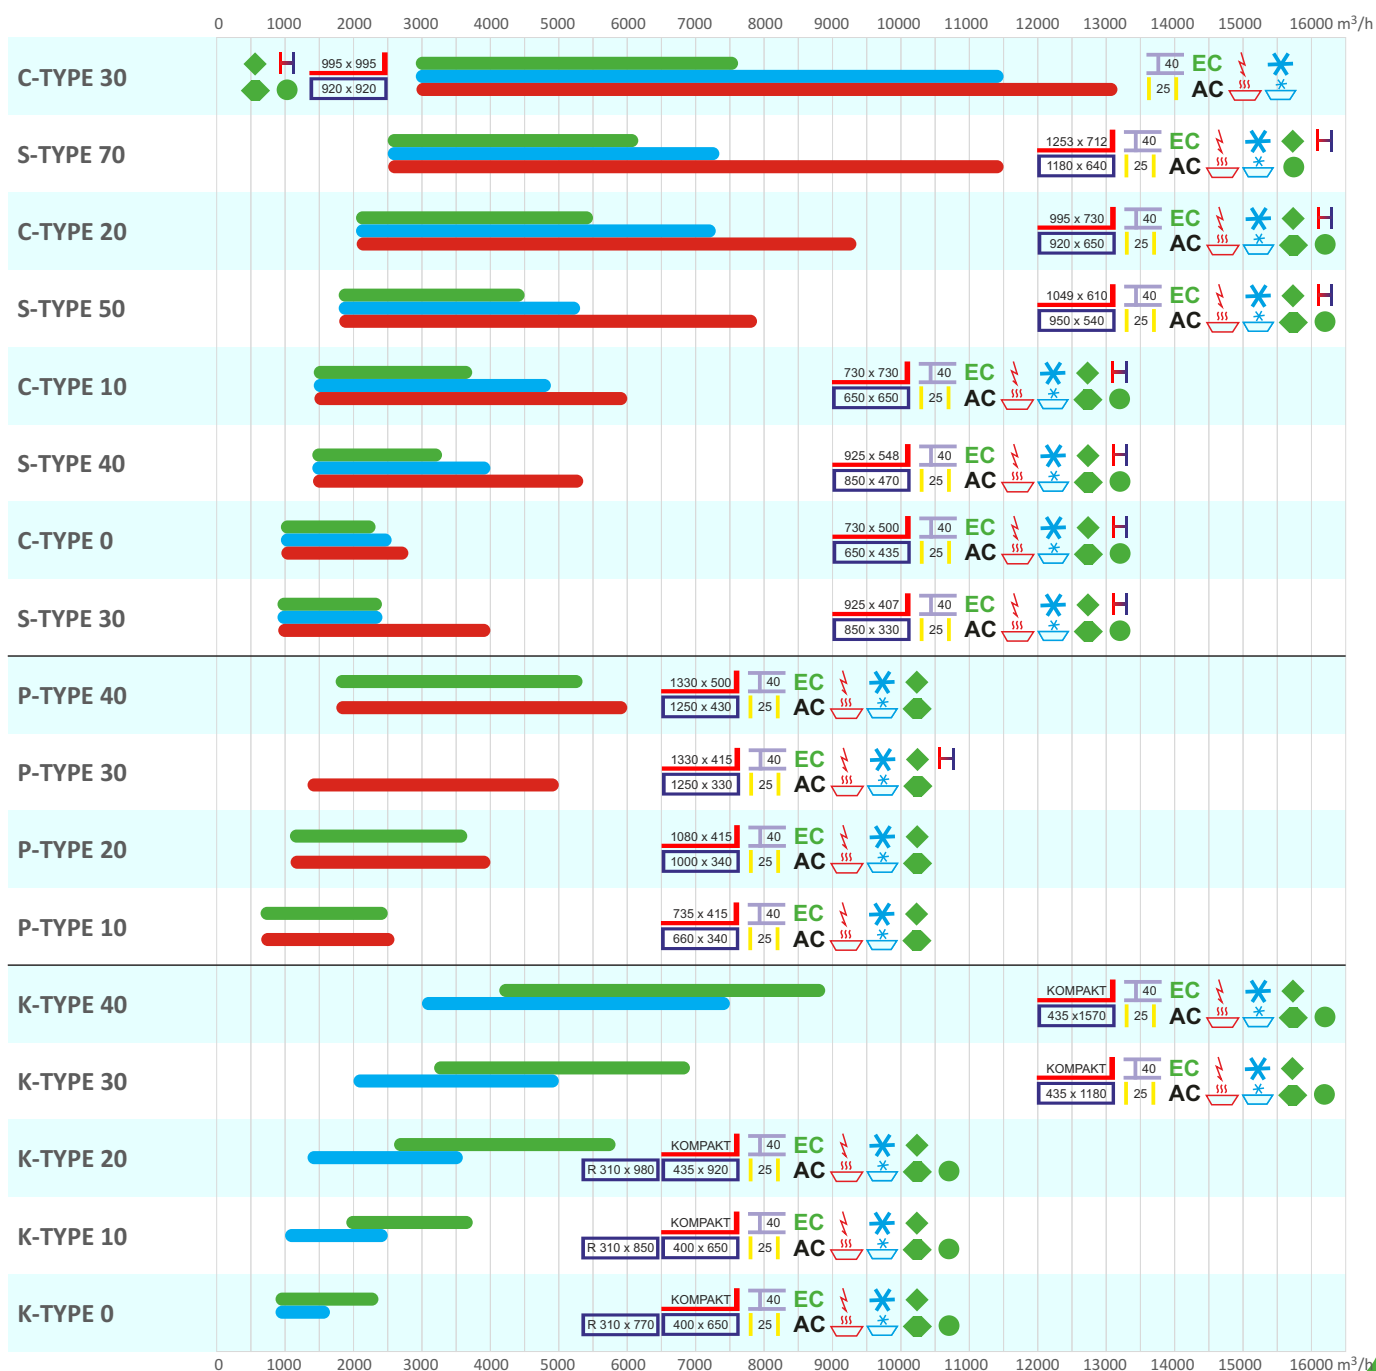 0 1000 2000 3000 4000 5000 6000 7000 8000 9000 10000 11000 12000 13000 14000 15000 16000 m³/h
C-TYPE 30
995 x 995
920 x 920
40 EC
25 AC
S-TYPE 70
1253 x 712 40 EC
1180 x 640 25 AC
C-TYPE 20
995 x 730 40 EC
920 x 650 25 AC
S-TYPE 50
1049 x 610 40 EC
950 x 540 25 AC
C-TYPE 10
730 x 730 40 EC
650 x 650 25 AC
S-TYPE 40
925 x 548 40 EC
850 x 470 25 AC
C-TYPE 0
730 x 500 40 EC
650 x 435 25 AC
S-TYPE 30
925 x 407 40 EC
850 x 330 25 AC
P-TYPE 40
1330 x 500 40 EC
1250 x 430 25 AC
P-TYPE 30
1330 x 415 40 EC
1250 x 330 25 AC
P-TYPE 20
1080 x 415 40 EC
1000 x 340 25 AC
P-TYPE 10
735 x 415 40 EC
660 x 340 25 AC
K-TYPE 40
KOMPAKT 40 EC
435 x1570 25 AC
K-TYPE 30
KOMPAKT 40 EC
435 x 1180 25 AC
K-TYPE 20
KOMPAKT 40 EC
R 310 x 980 435 x 920 25 AC
K-TYPE 10
KOMPAKT 40 EC
R 310 x 850 400 x 650 25 AC
K-TYPE 0
KOMPAKT 40 EC
R 310 x 770 400 x 650 25 AC
0 1000 2000 3000 4000 5000 6000 7000 8000 9000 10000 11000 12000 13000 14000 15000 16000 m³/h